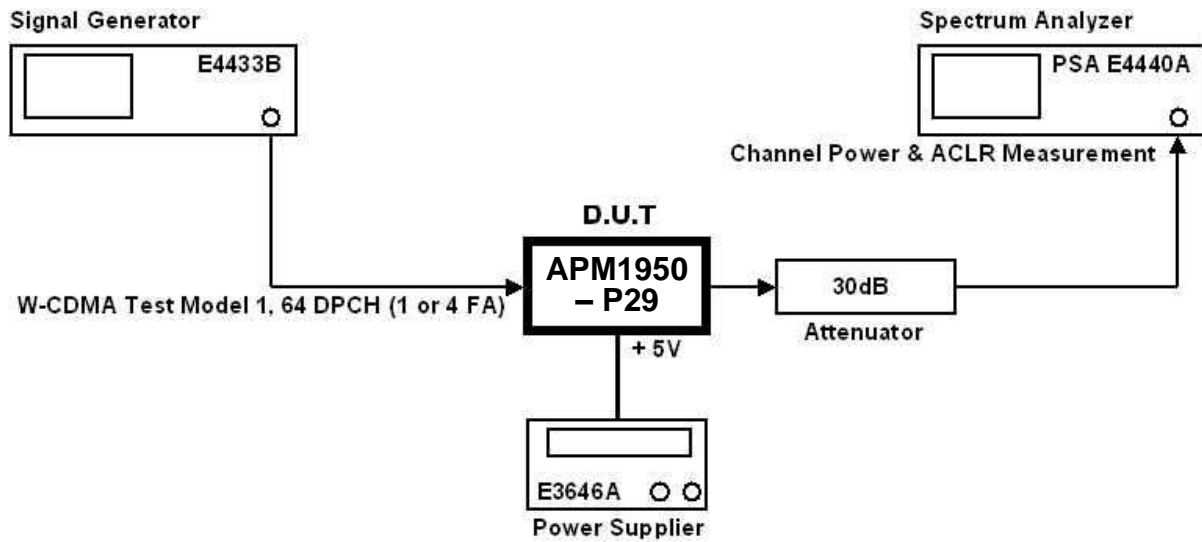 Signal Generator
Spectrum Analyzer
E4433B
PSA E4440A
Channel Power & ACLR Measurement
D.U.T
APM1950
– P29
30dB
W-CDMA Test Model 1, 64 DPCH (1 or 4 FA)
Attenuator
+ 5V
E3646A
Power Supplier